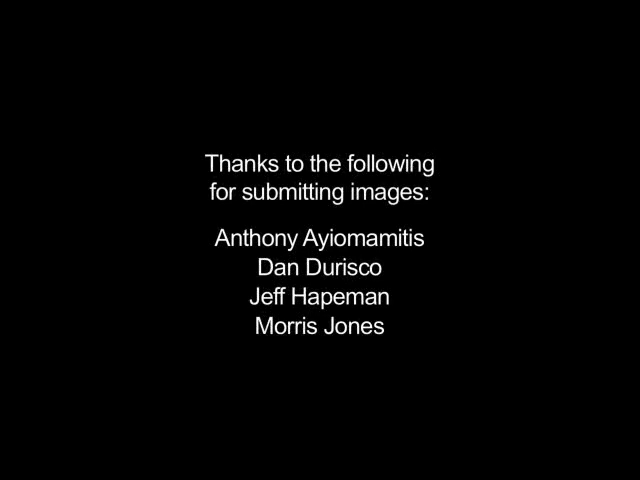 Thanks to the following
for submitting images:
Anthony Ayiomamitis
Dan Durisco
Jeff Hapeman
Morris Jones